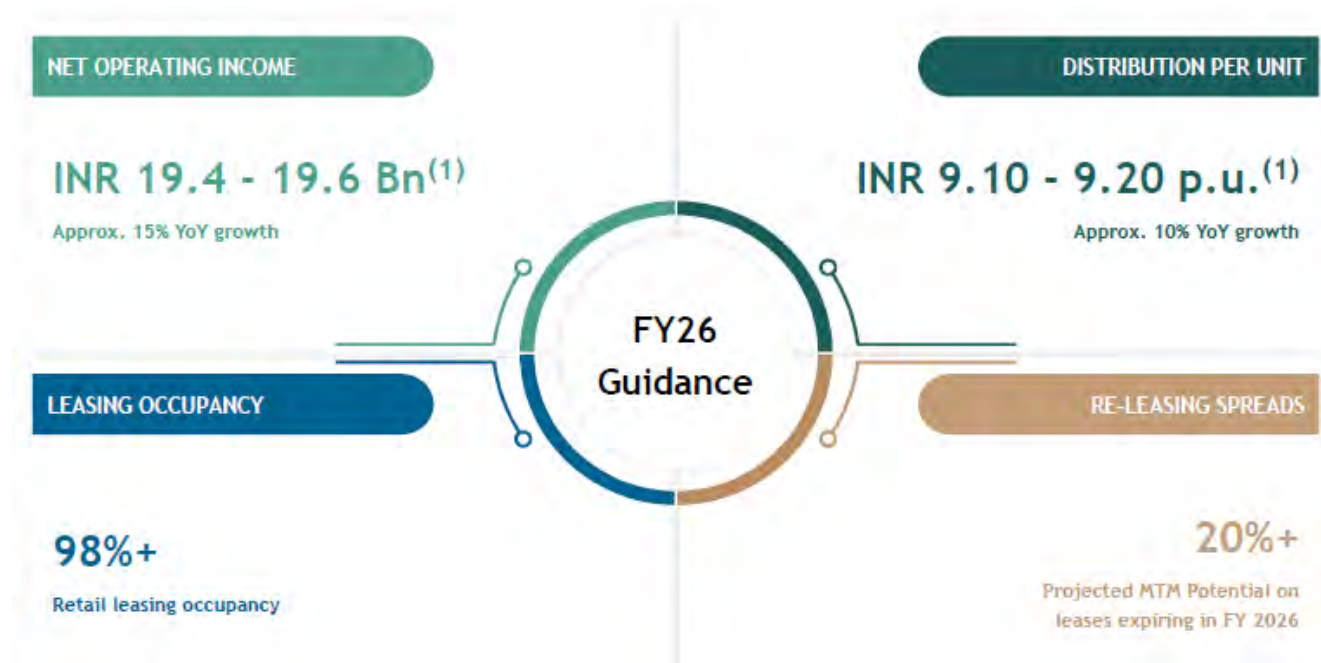 NET OPERATING INCOME
INR 19.4 - 19.6 Bn(1)
Approx. 15% YoY growth
DISTRIBUTION PER UNIT
INR 9.10 - 9.20 p.u.(1)
Approx. 10% YoY growth
FY26
Guidance
LEASING OCCUPANCY
98%+
Retail leasing occupancy
RE-LEASING SPREADS
20%+
Projected MTM Potential on
leases expiring in FY 2026